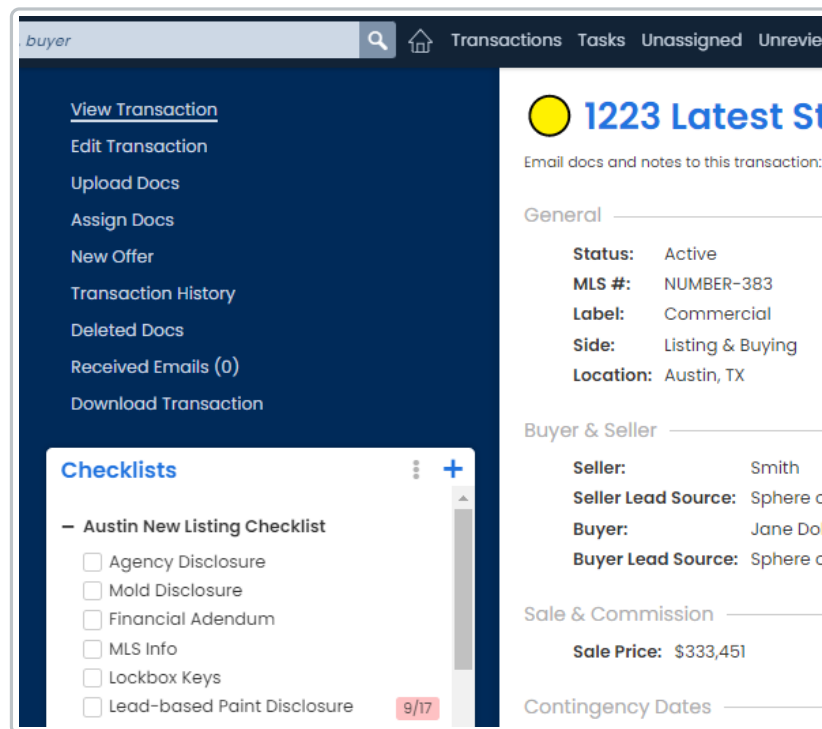 buyer
Transactions Tasks Unassigned
View Transaction
Edit Transaction
Upload Docs
Assign Docs
New Offer
Transaction History
Deleted Docs
Received Emails (0)
Download Transaction
Checklists
Austin New Listing Checklist
Agency Disclosure
Mold Disclosure
Financial Adendum
MLS Info
Lockbox Keys
Lead-based Paint Disclosure 9/17
1223 Latest
Email docs and notes to this transaction:
General
Status: Active
MLS #: NUMBER-383
Label: Commercial
Side: Listing & Buying
Location: Austin, TX
Buyer & Seller
Seller: Smith
Seller Lead Source: Sphere
Buyer: Jane
Buyer Lead Source: Sphere
Sale & Commission
Sale Price: $333,451
Contingency Dates